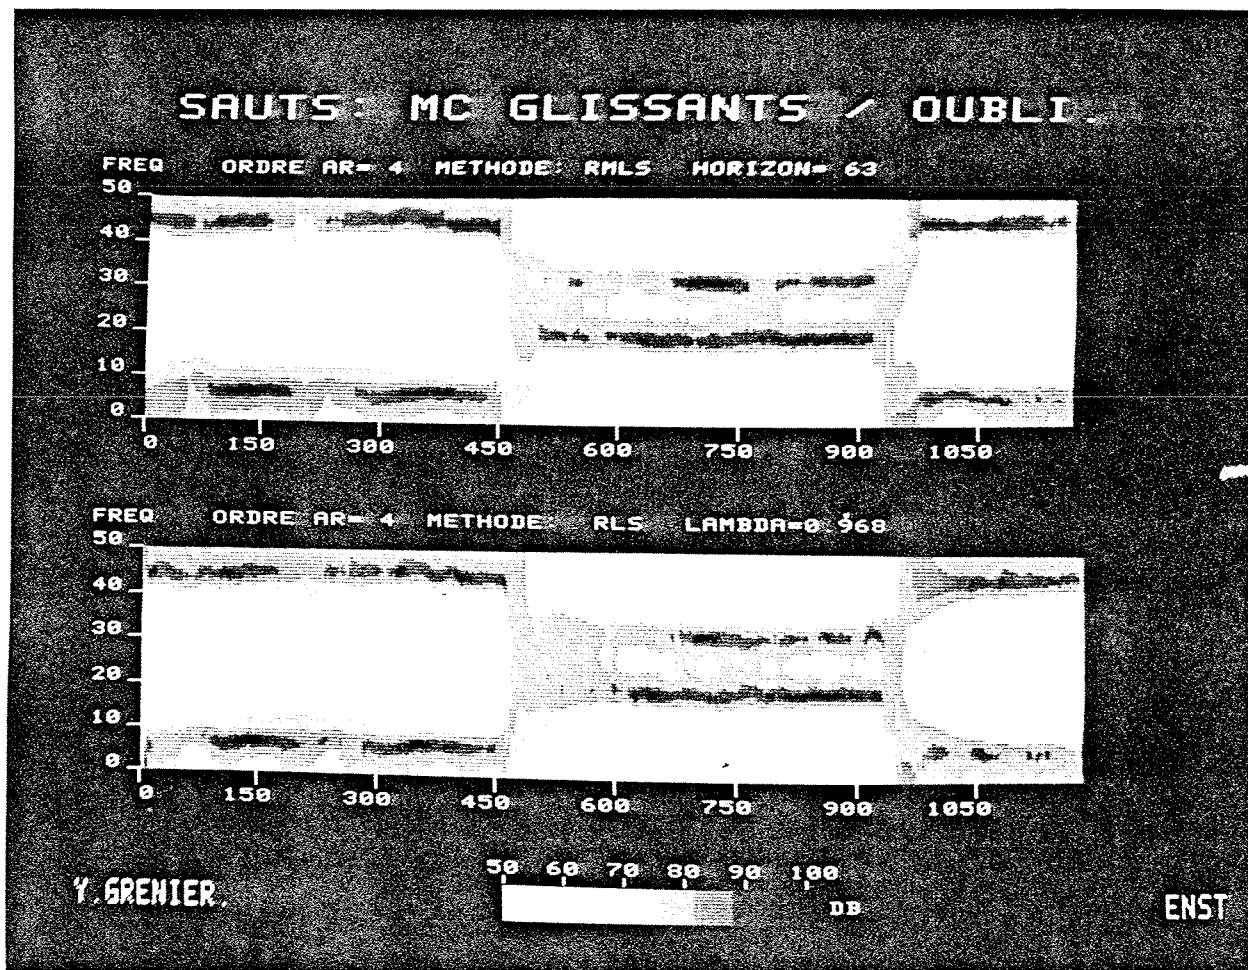 SAUTS: MC GLISSANTS / OUBLI.
FREQ ORDRE AR= 4 METHODE: RMLS HORIZON= 63
50
40
30
20
10
0
0 150 300 450 600 750 900 1050
FREQ ORDRE AR= 4 METHODE: RLS LAMBDA=0.968
50
40
30
20
10
0
0 150 300 450 600 750 900 1050
50 60 70 80 90 100
DB
Y.GRENIER.
ENST